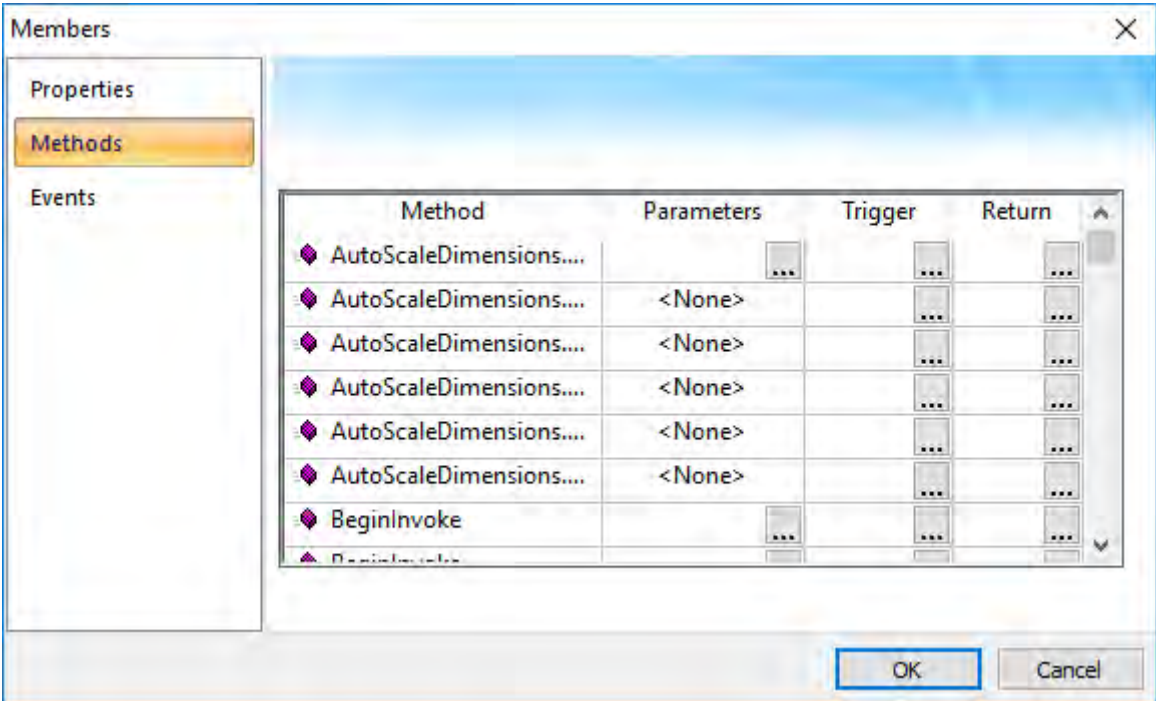 Members
Properties
Methods
Events
Method Parameters Trigger Return
AutoScaleDimensions.... ... ... ...
AutoScaleDimensions.... <None> ... ...
AutoScaleDimensions.... <None> ... ...
AutoScaleDimensions.... <None> ... ...
AutoScaleDimensions.... <None> ... ...
AutoScaleDimensions.... <None> ... ...
BeginInvoke ... ... ...
OK Cancel